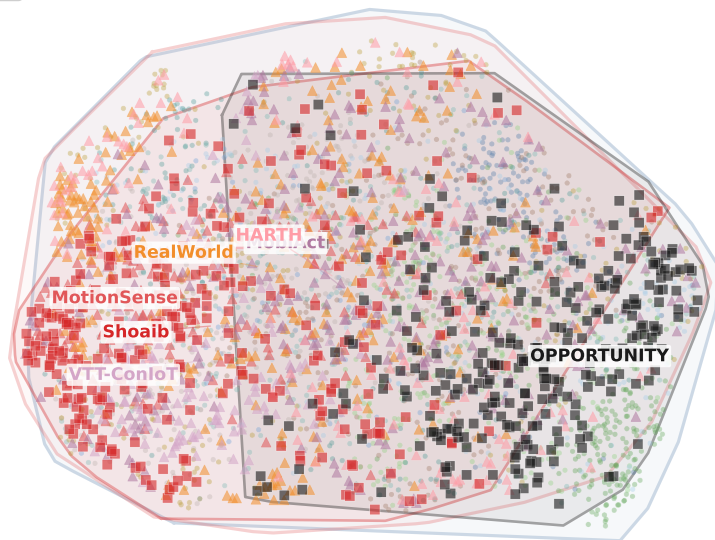 HARTH
RealWorld
MotionSense
Shoaib
OPPORTUNITY
VTT-ConIoT